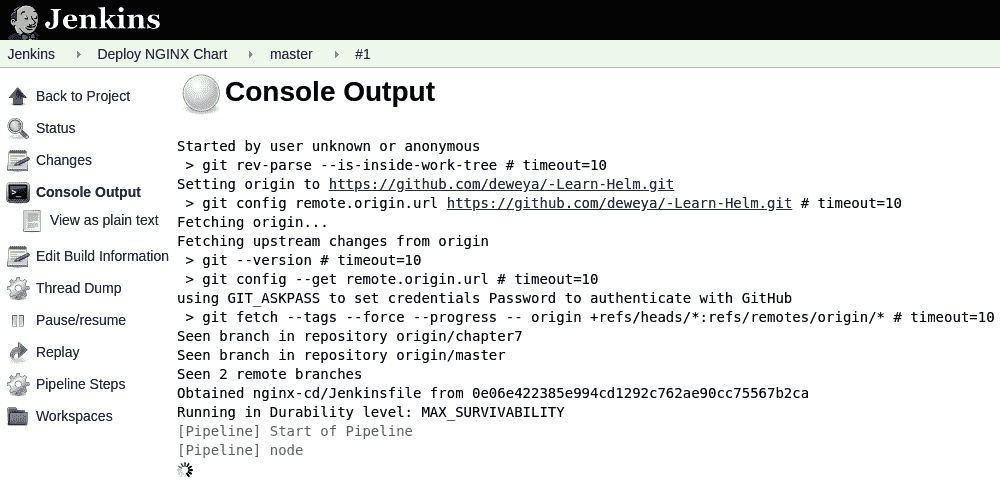 Jenkins
Jenkins Deploy NGINX Chart master #1
Back to Project
Status
Changes
Console Output
View as plain text
Edit Build Information
Thread Dump
Pause/resume
Replay
Pipeline Steps
Workspaces
Console Output
Started by user unknown or anonymous
> git rev-parse --is-inside-work-tree # timeout=10
Setting origin to https://github.com/deweya/-Learn-Helm.git
> git config remote.origin.url https://github.com/deweya/-Learn-Helm.git # timeout=10
Fetching origin...
Fetching upstream changes from origin
> git --version # timeout=10
> git config --get remote.origin.url # timeout=10
using GIT_ASKPASS to set credentials Password to authenticate with GitHub
> git fetch --tags --force --progress -- origin +refs/heads/*:refs/remotes/origin/* # timeout=10
Seen branch in repository origin/chapter7
Seen branch in repository origin/master
Seen 2 remote branches
Obtained nginx-cd/Jenkinsfile from 0e06e422385e994cd1292c762ae90cc75567b2ca
Running in Durability level: MAX_SURVIVABILITY
[Pipeline] Start of Pipeline
[Pipeline] node